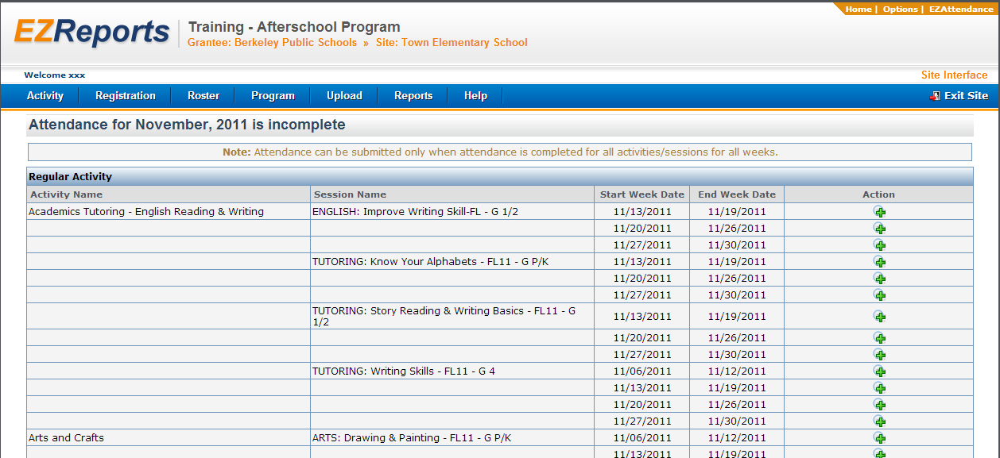 Home | Options | EZAttendance
EZReports
Training - Afterschool Program
Grantee: Berkeley Public Schools » Site: Town Elementary School
Welcome xxx
Site Interface
Activity Registration Roster Program Upload Reports Help Exit Site
Attendance for November, 2011 is incomplete
Note: Attendance can be submitted only when attendance is completed for all activities/sessions for all weeks.
Regular Activity
Activity Name Session Name Start Week Date End Week Date Action
Academics Tutoring - English Reading & Writing ENGLISH: Improve Writing Skill-FL - G 1/2 11/13/2011 11/19/2011
11/20/2011 11/26/2011
11/27/2011 11/30/2011
TUTORING: Know Your Alphabets - FL11 - G P/K 11/13/2011 11/19/2011
11/20/2011 11/26/2011
11/27/2011 11/30/2011
TUTORING: Story Reading & Writing Basics - FL11 - G
1/2 11/13/2011 11/19/2011
11/20/2011 11/26/2011
11/27/2011 11/30/2011
TUTORING: Writing Skills - FL11 - G 4 11/06/2011 11/12/2011
11/13/2011 11/19/2011
11/20/2011 11/26/2011
11/27/2011 11/30/2011
Arts and Crafts ARTS: Drawing & Painting - FL11 - G P/K 11/06/2011 11/12/2011
11/13/2011 11/19/2011